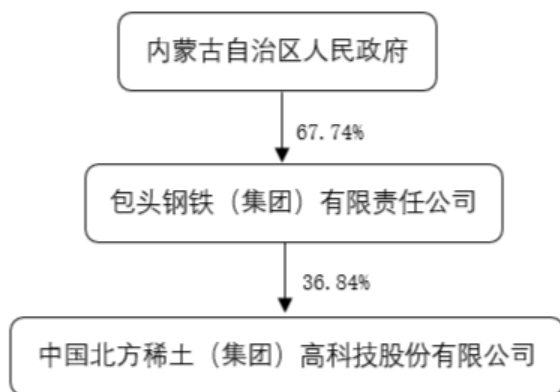 内蒙古自治区人民政府
67.74%
包头钢铁（集团）有限责任公司
36.84%
中国北方稀土（集团）高科技股份有限公司